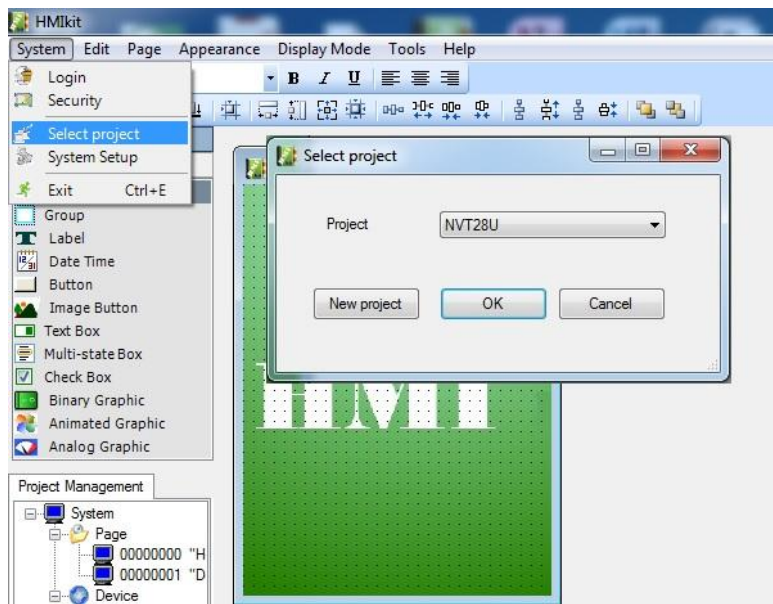 HMIkit
System Edit Page Appearance Display Mode Tools Help
Login
B I U
Security
Select project
System Setup
Exit Ctrl+E
Select project
Project NVT28U
New project OK Cancel
Group
Label
Date Time
Button
Image Button
Text Box
Multi-state Box
Check Box
Binary Graphic
Animated Graphic
Analog Graphic
HMI
Project Management
System
Page
00000000 "H
00000001 "D
Device